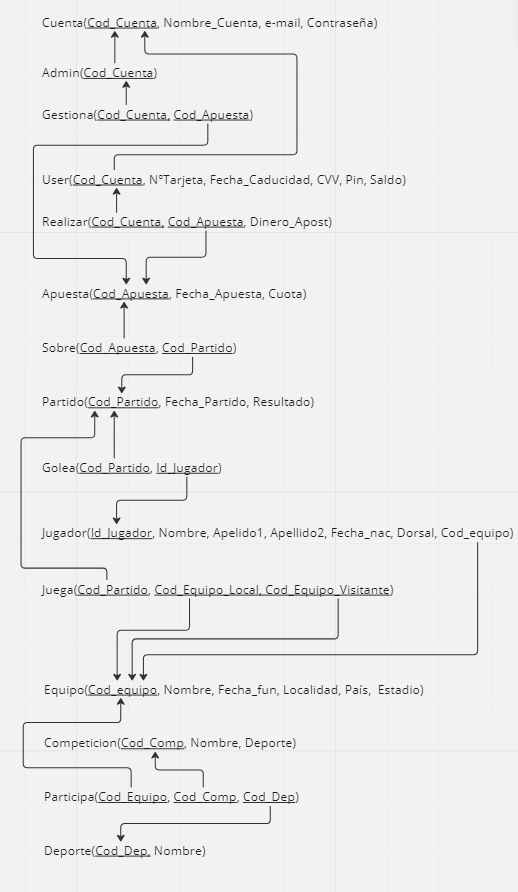 Cuenta(Cod_Cuenta, Nombre_Cuenta, e-mail, Contraseña)
Admin(Cod_Cuenta)
Gestiona(Cod_Cuenta, Cod_Apuesta)
User(Cod_Cuenta, NºTarjeta, Fecha_Caducidad, CVV, Pin, Saldo)
Realizar(Cod_Cuenta, Cod_Apuesta, Dinero_Apost)
Apuesta(Cod_Apuesta, Fecha_Apuesta, Cuota)
Sobre(Cod_Apuesta, Cod_Partido)
Partido(Cod_Partido, Fecha_Partido, Resultado)
Golea(Cod_Partido, Id_Jugador)
Jugador(Id_Jugador, Nombre, Apelido1, Apellido2, Fecha_nac, Dorsal, Cod_equipo)
Juega(Cod_Partido, Cod_Equipo_Local, Cod_Equipo_Visitante)
Equipo(Cod_equipo, Nombre, Fecha_fun, Localidad, País, Estadio)
Competicion(Cod_Comp, Nombre, Deporte)
Participa(Cod_Equipo, Cod_Comp, Cod_Dep)
Deporte(Cod_Dep, Nombre)